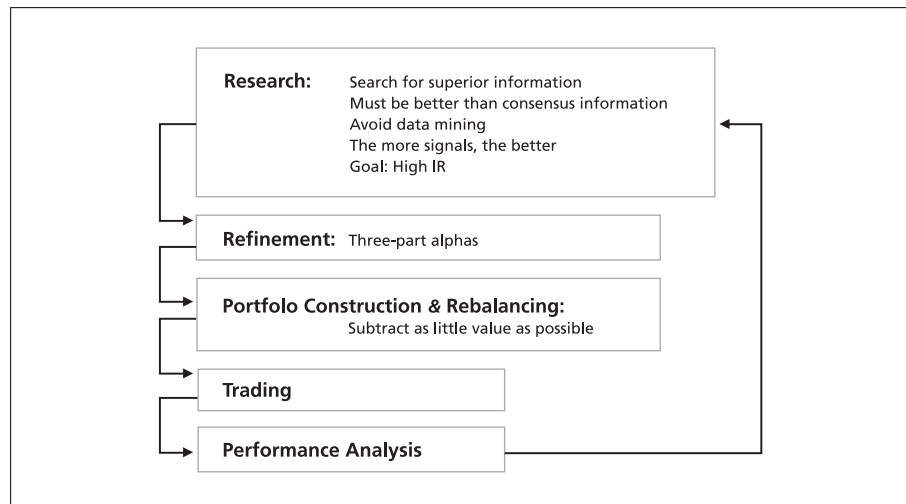 Research: Search for superior information
Must be better than consensus information
Avoid data mining
The more signals, the better
Goal: High IR
Refinement: Three-part alphas
Portfolo Construction & Rebalancing:
Subtract as little value as possible
Trading
Performance Analysis